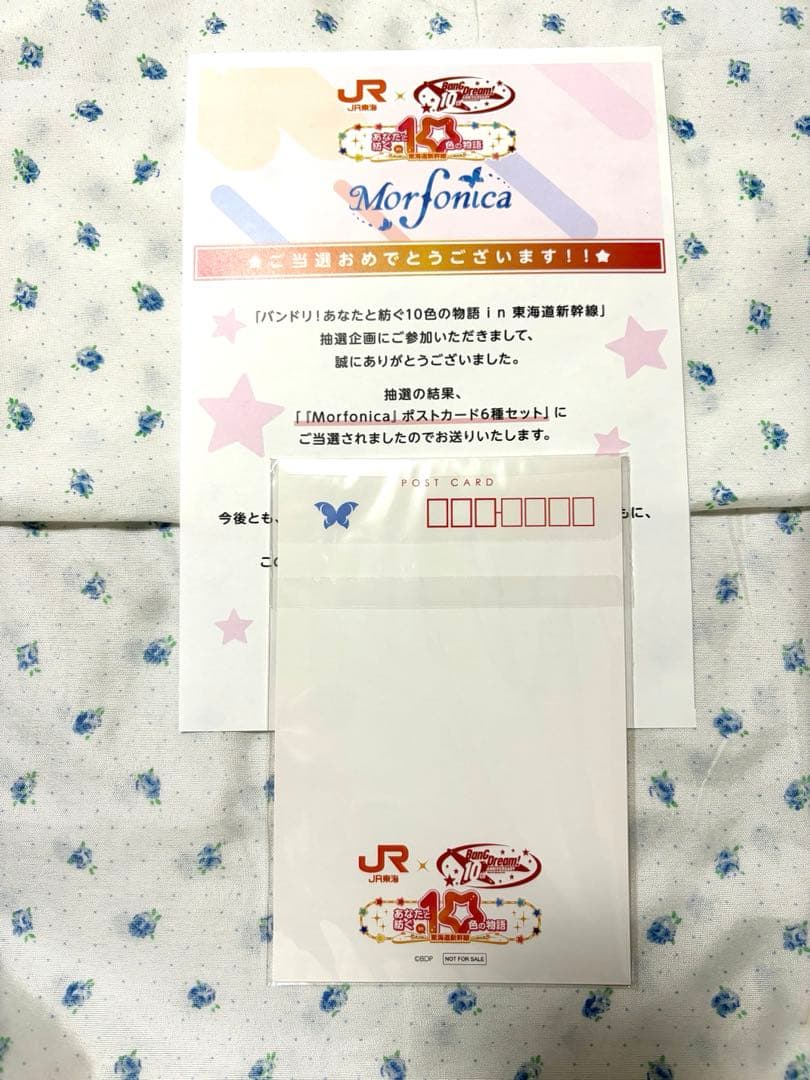 JR
JR東海
×
BanG Dream!
10th
あなたと
紡ぐ10色の物語
in
東海道新幹線
Morfonica
★ご当選おめでとうございます!!★
「バンドリ!あなたと紡ぐ10色の物語 in 東海道新幹線」
抽選企画にご参加いただきまして、
誠にありがとうございました。
抽選の結果、
「『Morfonica』ポストカード6種セット」に
ご当選されましたのでお送りいたします。
今後とも、
もに、
この
POST CARD
JR
JR東海
×
BanG Dream!
10th
あなたと
紡ぐ10色の物語
in
東海道新幹線
©BDP
NOT FOR SALE